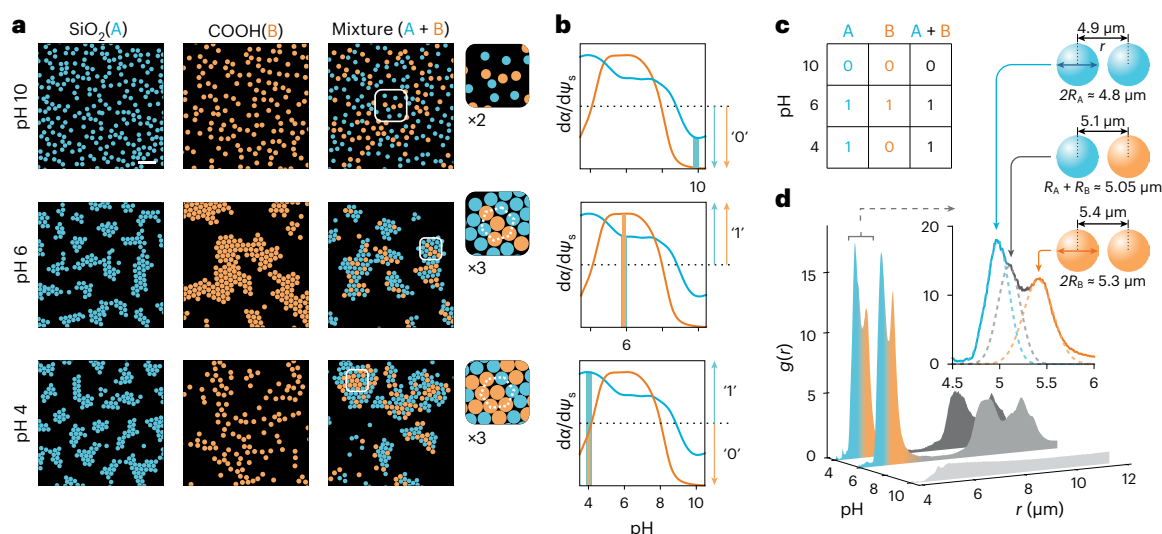 a
SiO2(A)
COOH(B)
Mixture (A + B)
pH 10
×2
pH 6
×3
pH 4
×3
b
dα/dψs
'0'
10
dα/dψs
'1'
6
dα/dψs
'1'
'0'
4 6 8 10
pH
c
A B A + B
pH
10 0 0 0
6 1 1 1
4 1 0 1
4.9 μm
r
2RA ≈ 4.8 μm
5.1 μm
RA + RB ≈ 5.05 μm
5.4 μm
2RB ≈ 5.3 μm
d
g(r)
15
10
5
0
4 6 8 10
pH
4 6 8 10 12
r (μm)
20
10
0
4.5 5 5.5 6